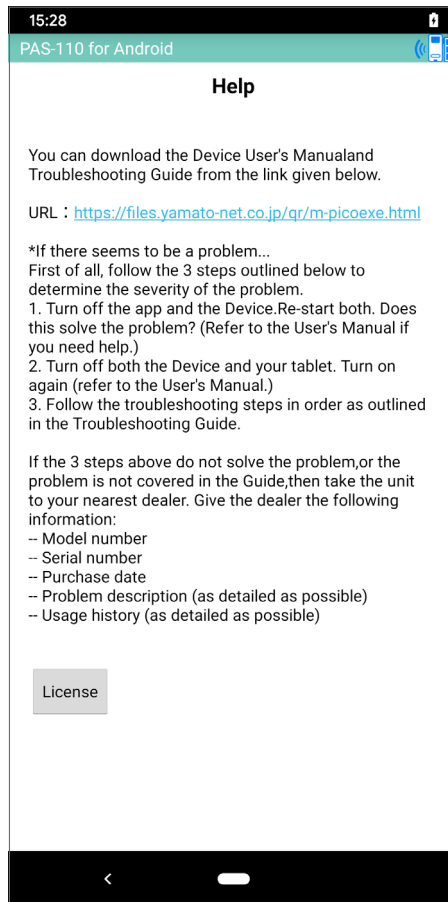 15:28
PAS-110 for Android
Help
You can download the Device User's Manualand
Troubleshooting Guide from the link given below.
URL：https://files.yamato-net.co.jp/qr/m-picoexe.html
*If there seems to be a problem...
First of all, follow the 3 steps outlined below to
determine the severity of the problem.
1. Turn off the app and the Device.Re-start both. Does
this solve the problem? (Refer to the User's Manual if
you need help.)
2. Turn off both the Device and your tablet. Turn on
again (refer to the User's Manual.)
3. Follow the troubleshooting steps in order as outlined
in the Troubleshooting Guide.
If the 3 steps above do not solve the problem,or the
problem is not covered in the Guide,then take the unit
to your nearest dealer. Give the dealer the following
information:
-- Model number
-- Serial number
-- Purchase date
-- Problem description (as detailed as possible)
-- Usage history (as detailed as possible)
License